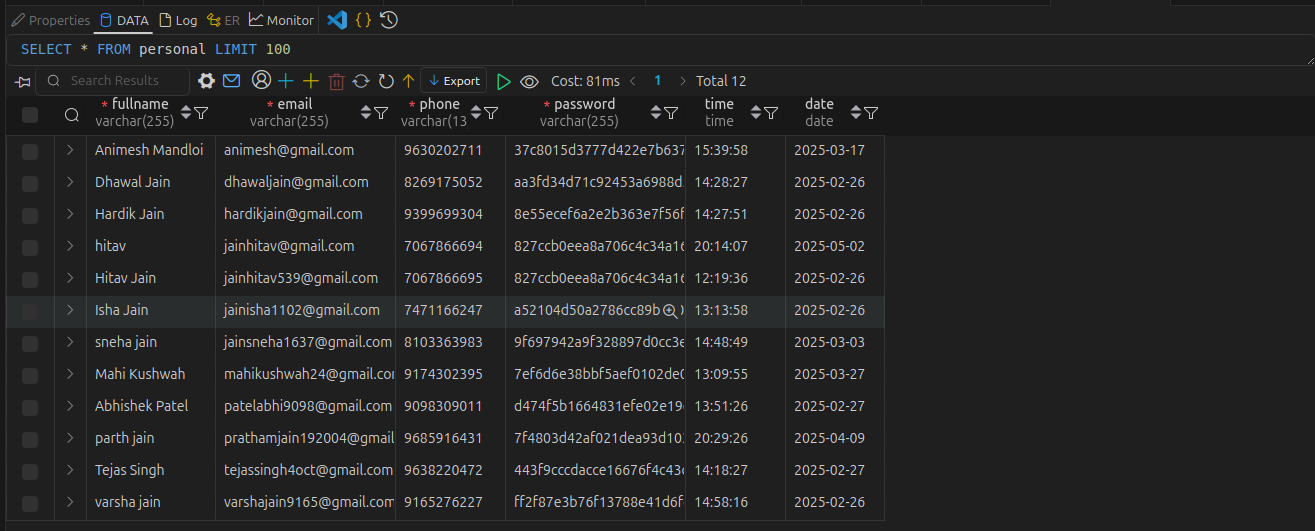 Properties DATA Log ER Monitor
SELECT * FROM personal LIMIT 100
Search Results Export Cost: 81ms 1 Total 12
* fullname * email * phone * password time date
varchar(255) varchar(255) varchar(13 varchar(255) time date
Animesh Mandloi animesh@gmail.com 9630202711 37c8015d3777d422e7b637 15:39:58 2025-03-17
Dhawal Jain dhawaljain@gmail.com 8269175052 aa3fd34d71c92453a6988d 14:28:27 2025-02-26
Hardik Jain hardikjain@gmail.com 9399699304 8e55ecef6a2e2b363e7f56f 14:27:51 2025-02-26
hitav jainhitav@gmail.com 7067866694 827ccb0eea8a706c4c34a16 20:14:07 2025-05-02
Hitav Jain jainhitav539@gmail.com 7067866695 827ccb0eea8a706c4c34a16 12:19:36 2025-02-26
Isha Jain jainisha1102@gmail.com 7471166247 a52104d50a2786cc89b 13:13:58 2025-02-26
sneha jain jainsneha1637@gmail.com 8103363983 9f697942a9f328897d0cc3e 14:48:49 2025-03-03
Mahi Kushwah mahikushwah24@gmail.co 9174302395 7ef6d6e38bbf5aef0102de0 13:09:55 2025-03-27
Abhishek Patel patelabhi9098@gmail.com 9098309011 d474f5b1664831efe02e19 13:51:26 2025-02-27
parth jain prathamjain192004@gmail 9685916431 7f4803d42af021dea93d10 20:29:26 2025-04-09
Tejas Singh tejassingh4oct@gmail.com 9638220472 443f9cccdacce16676f4c43 14:18:27 2025-02-27
varsha jain varshajain9165@gmail.com 9165276227 ff2f87e3b76f13788e41d6f 14:58:16 2025-02-26